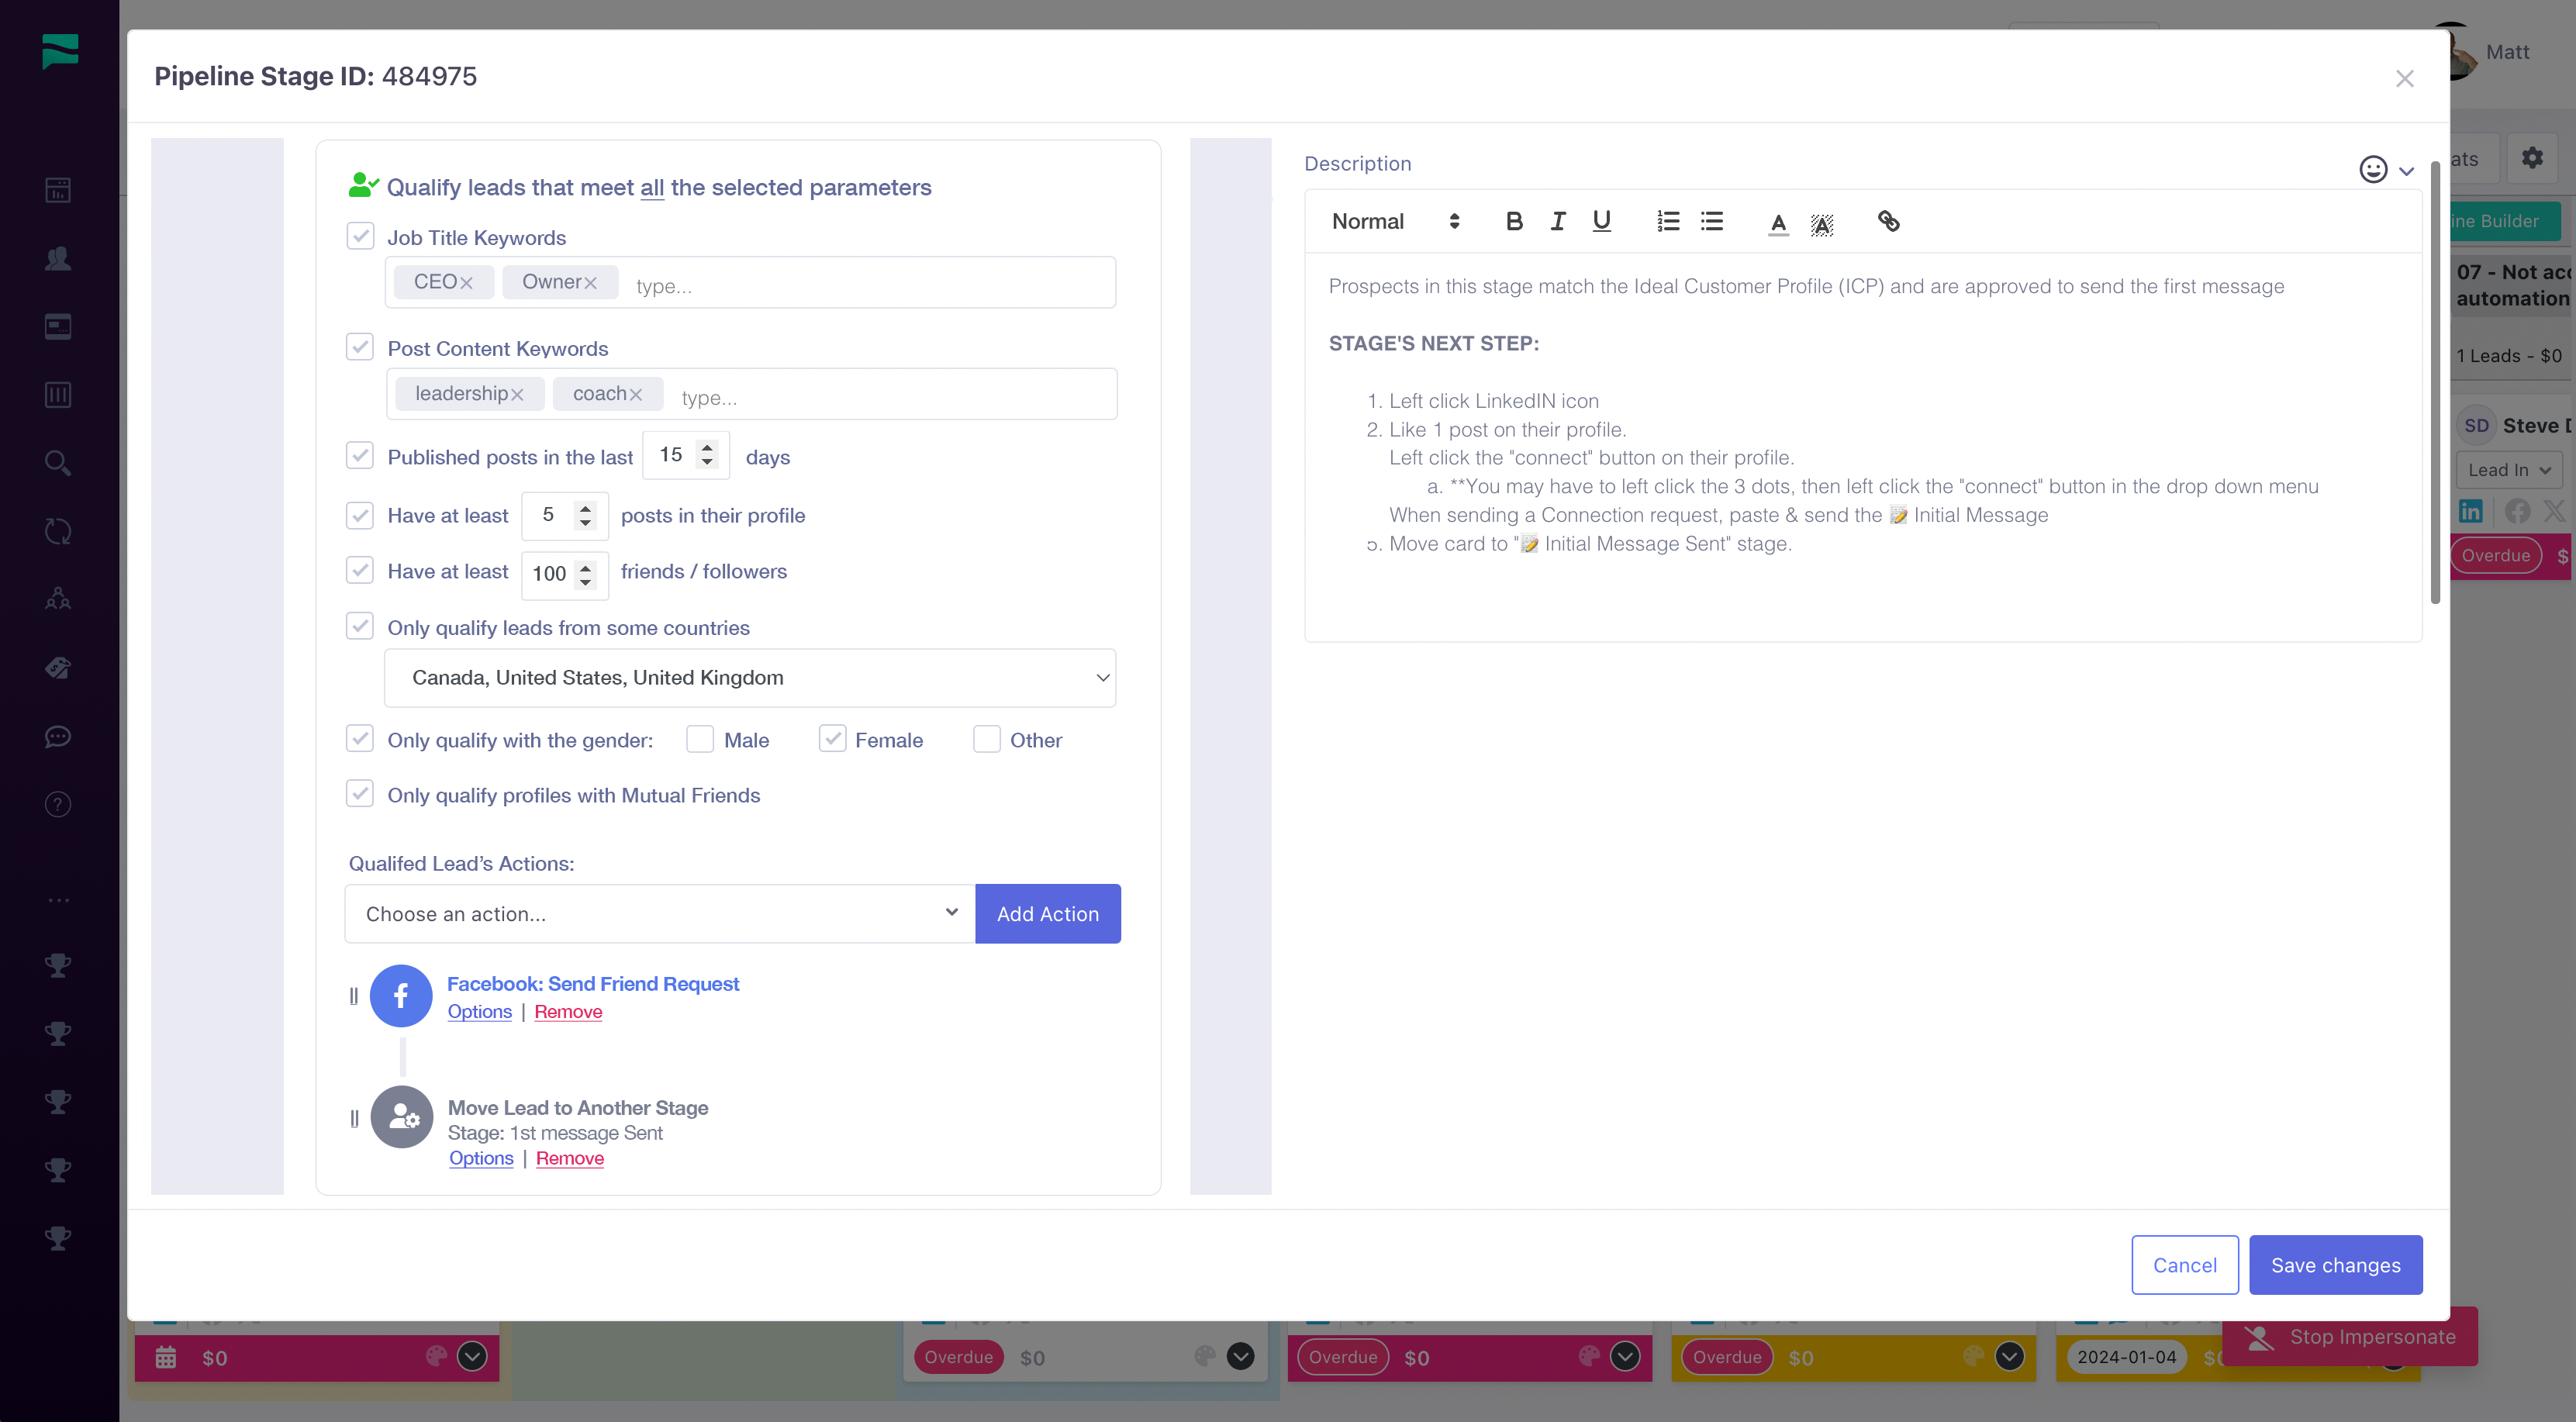 Matt
Pipeline Stage ID: 484975
Qualify leads that meet all the selected parameters
Job Title Keywords
CEO Owner type...
Post Content Keywords
leadership coach type...
Published posts in the last 15 days
Have at least 5 posts in their profile
Have at least 100 friends / followers
Only qualify leads from some countries
Canada, United States, United Kingdom
Only qualify with the gender: Male Female Other
Only qualify profiles with Mutual Friends
Qualifed Lead’s Actions:
Choose an action... Add Action
Facebook: Send Friend Request
Options | Remove
Move Lead to Another Stage
Stage: 1st message Sent
Options | Remove
Description
Normal
Prospects in this stage match the Ideal Customer Profile (ICP) and are approved to send the first message
STAGE'S NEXT STEP:
1. Left click LinkedIN icon
2. Like 1 post on their profile.
Left click the "connect" button on their profile.
a. **You may have to left click the 3 dots, then left click the "connect" button in the drop down menu
When sending a Connection request, paste & send the 📝 Initial Message
5. Move card to "📝 Initial Message Sent" stage.
Cancel Save changes
ats
ine Builder
07 - Not acc
automation
1 Leads - $0
SD Steve D
Lead In
Overdue $
$0
Overdue $0
Overdue $0
Overdue $0
2024-01-04 $0
Stop Impersonate